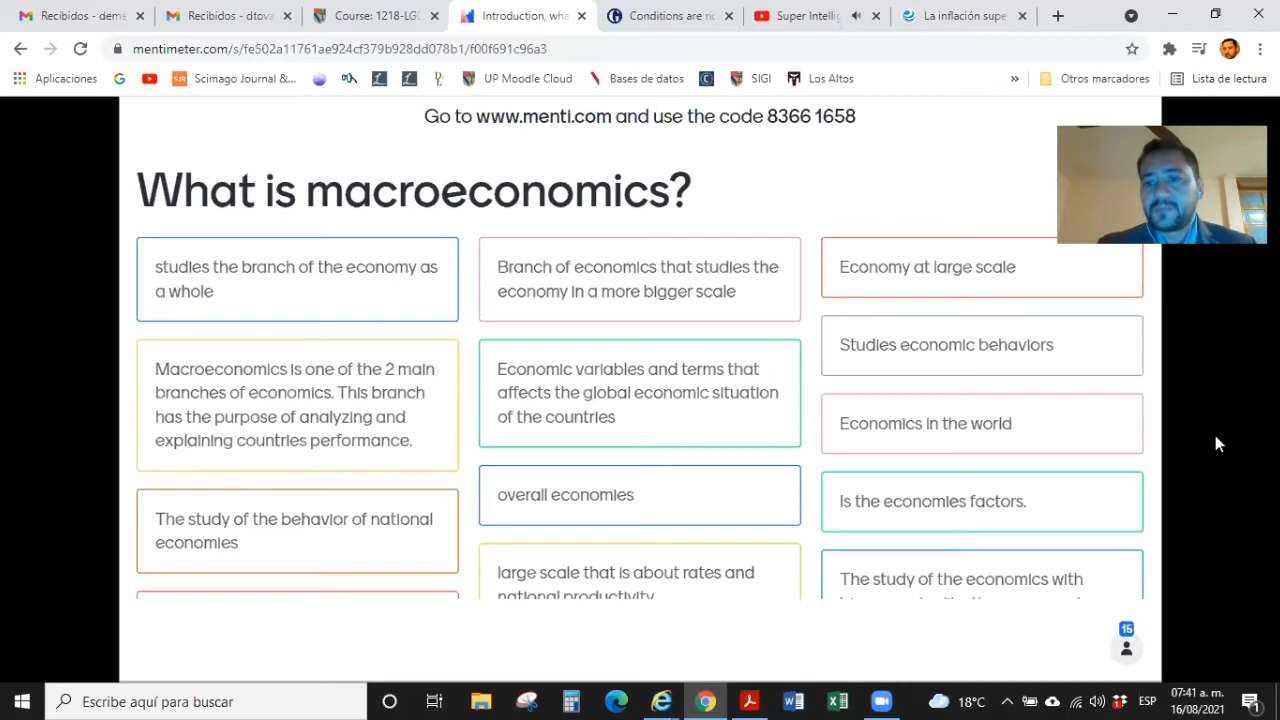 Recibidos - deme
Recibidos - dtova
Course: 1218-LG
Introduction, wha
Conditions are ri
Super Intellig
La inflación supe
mentimeter.com/s/fe502a11761ae924cf379b928dd078b1/f00f691c96a3
Aplicaciones
SJR Scimago Journal &...
UP Moodle Cloud
Bases de datos
SIGI
Los Altos
»
Otros marcadores
Lista de lectura
Go to www.menti.com and use the code 8366 1658
What is macroeconomics?
studies the branch of the economy as
a whole
Macroeconomics is one of the 2 main
branches of economics. This branch
has the purpose of analyzing and
explaining countries performance.
The study of the behavior of national
economies
Branch of economics that studies the
economy in a more bigger scale
Economic variables and terms that
affects the global economic situation
of the countries
overall economies
large scale that is about rates and
national productivity
Economy at large scale
Studies economic behaviors
Economics in the world
Is the economies factors.
The study of the economics with
15
Escribe aquí para buscar
18°C
ESP
07:41 a. m.
16/08/2021
1